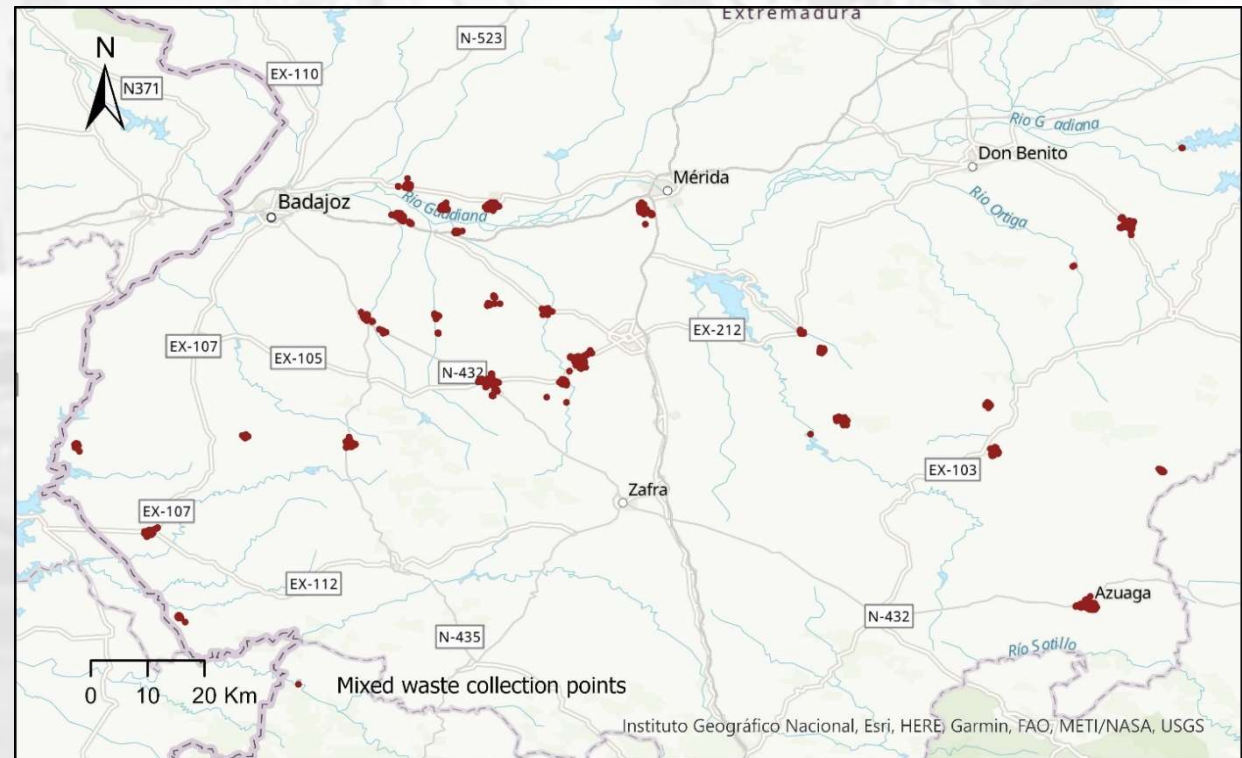 Extremadura
N
N-523
EX-110
N371
Río G adiana
Don Benito
Mérida
Badajoz
Río Guadiana
Río Ortiga
EX-107
EX-105
EX-212
N-432
EX-103
Zafra
EX-107
EX-112
Azuaga
N-432
N-435
Río Sotillo
0 10 20 Km
Mixed waste collection points
Instituto Geográfico Nacional, Esri, HERE, Garmin, FAO, METI/NASA, USGS